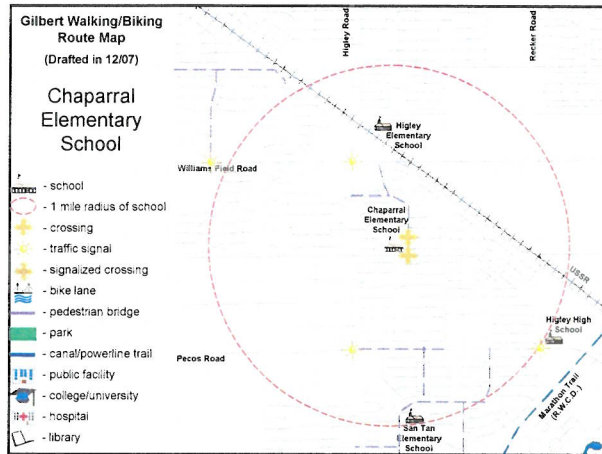 Gilbert Walking/Biking
Route Map
(Drafted in 12/07)
Chaparral
Elementary
School
- school
- 1 mile radius of school
- crossing
- traffic signal
- signalized crossing
- bike lane
- pedestrian bridge
- park
- canal/powerline trail
- public facility
- college/university
- hospital
- library
Higley Road
Recker Road
Higley
Elementary
School
Williams Field Road
Chaparral
Elementary
School
USSR
Higley High
School
Pecos Road
Marathon Trail
(R.W.C.D.)
San Tan
Elementary
School